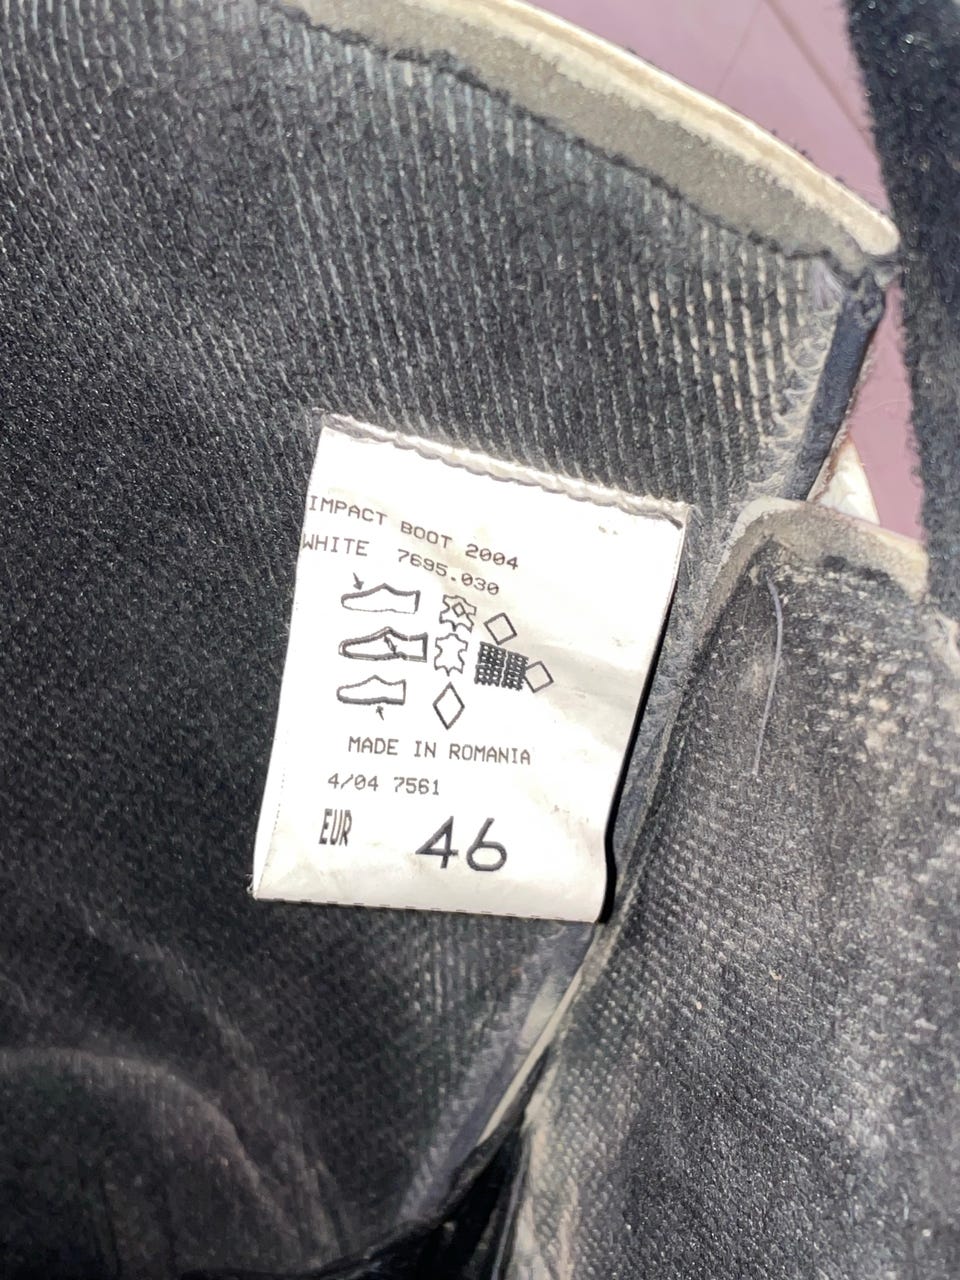 IMPACT BOOT 2004
WHITE 7695.030
MADE IN ROMANIA
4/04 7561
EUR 46